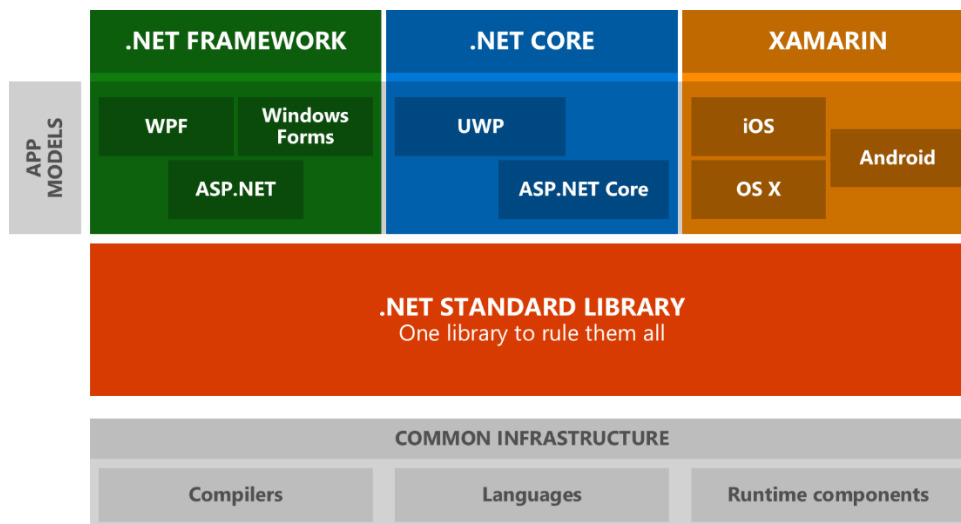 .NET FRAMEWORK
.NET CORE
XAMARIN
APP
MODELS
WPF
Windows
Forms
ASP.NET
UWP
ASP.NET Core
iOS
Android
OS X
.NET STANDARD LIBRARY
One library to rule them all
COMMON INFRASTRUCTURE
Compilers
Languages
Runtime components